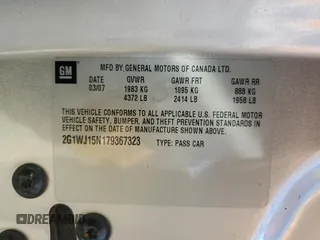 GM
MFD BY GENERAL MOTORS OF CANADA LTD.
DATE GVWR GAWR FRT GAWR RR
03/07 1983 KG 1095 KG 888 KG
4372 LB 2414 LB 1958 LB
THIS VEHICLE CONFORMS TO ALL APPLICABLE U.S. FEDERAL MOTOR
VEHICLE SAFETY, BUMPER, AND THEFT PREVENTION STANDARDS IN EFFECT
ON THE DATE OF MANUFACTURE SHOWN ABOVE.
2G1WJ15N179367323 TYPE: PASS CAR
DREAMBID